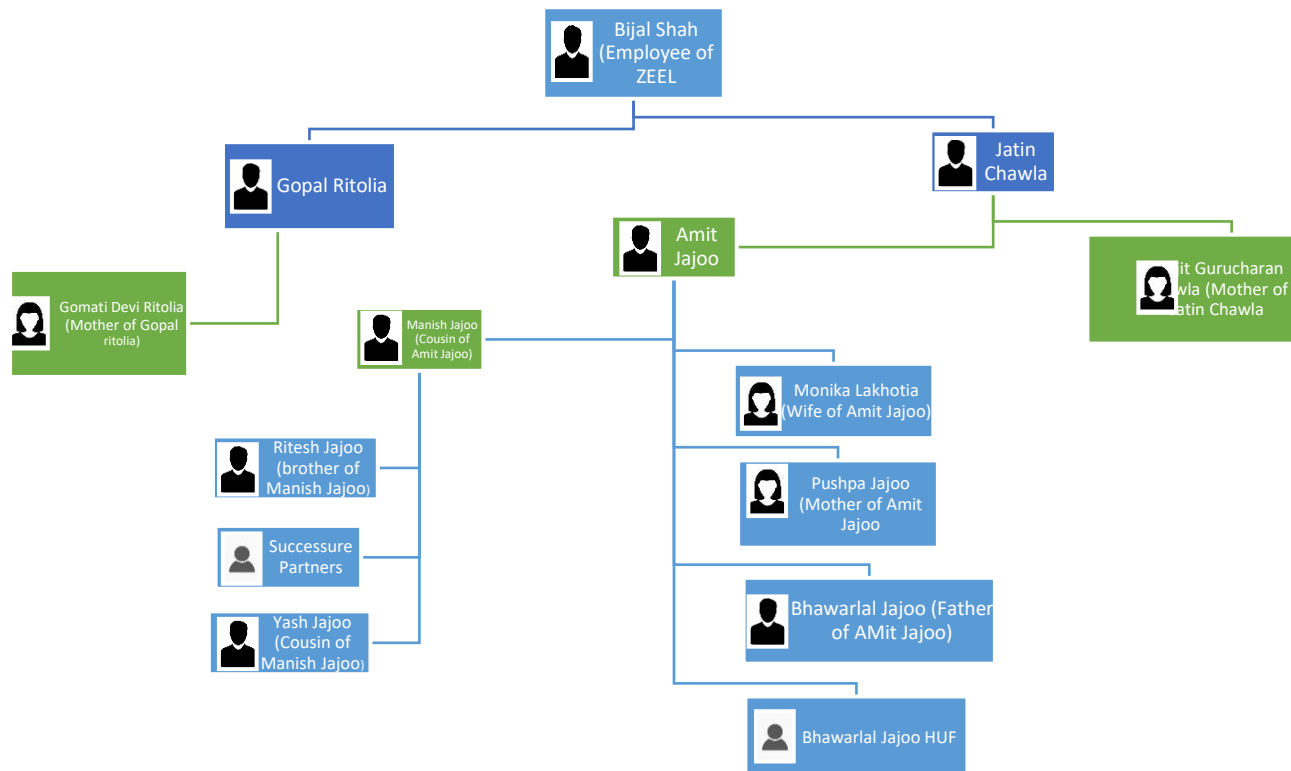 Bijal Shah
(Employee of
ZEEL
Gopal Ritolia
Jatin
Chawla
Amit
Jajoo
Gurucharan
(Mother of
Jatin Chawla
Gomati Devi Ritolia
(Mother of Gopal
ritolia)
Manish Jajoo
(Cousin of
Amit Jajoo)
Monika Lakhotia
(Wife of Amit Jajoo)
Ritesh Jajoo
(brother of
Manish Jajoo)
Pushpa Jajoo
(Mother of Amit
Jajoo
Successure
Partners
Bhawarlal Jajoo (Father
of AMit Jajoo)
Yash Jajoo
(Cousin of
Manish Jajoo)
Bhawarlal Jajoo HUF